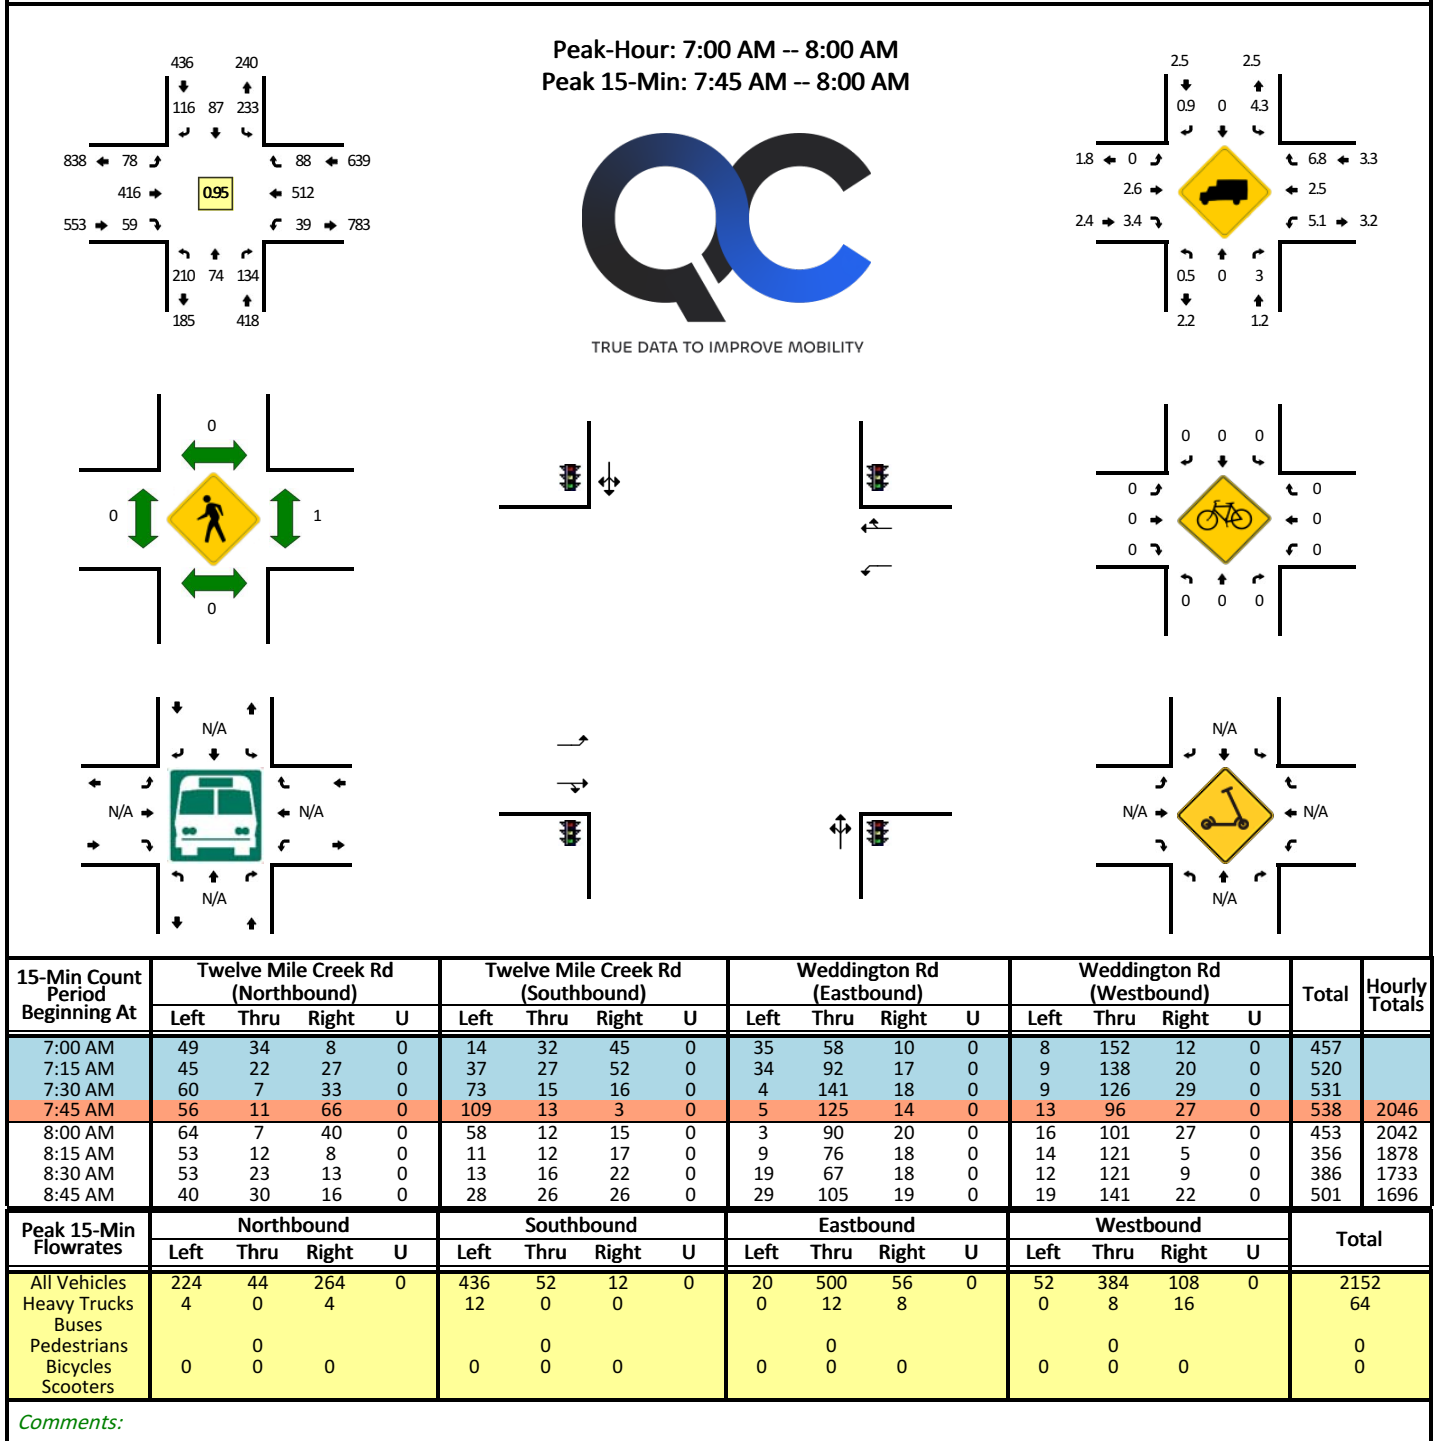 Peak-Hour: 7:00 AM -- 8:00 AM
Peak 15-Min: 7:45 AM -- 8:00 AM
436 240
116 87 233
838 78 88 639
416 0.95 512
553 59 39 783
210 74 134
185 418
TRUE DATA TO IMPROVE MOBILITY
2.5 2.5
0.9 0 4.3
1.8 0 6.8 3.3
2.6 2.5
2.4 3.4 5.1 3.2
0.5 0 3
2.2 1.2
0
0 1
0
0 0 0
0 0
0 0
0 0
0 0 0
N/A
N/A N/A
N/A
N/A
N/A N/A
N/A
15-Min Count Period Beginning At Twelve Mile Creek Rd (Northbound) Twelve Mile Creek Rd (Southbound) Weddington Rd (Eastbound) Weddington Rd (Westbound) Total Hourly Totals
Left Thru Right U Left Thru Right U Left Thru Right U Left Thru Right U
7:00 AM 49 34 8 0 14 32 45 0 35 58 10 0 8 152 12 0 457
7:15 AM 45 22 27 0 37 27 52 0 34 92 17 0 9 138 20 0 520
7:30 AM 60 7 33 0 73 15 16 0 4 141 18 0 9 126 29 0 531
7:45 AM 56 11 66 0 109 13 3 0 5 125 14 0 13 96 27 0 538 2046
8:00 AM 64 7 40 0 58 12 15 0 3 90 20 0 16 101 27 0 453 2042
8:15 AM 53 12 8 0 11 12 17 0 9 76 18 0 14 121 5 0 356 1878
8:30 AM 53 23 13 0 13 16 22 0 19 67 18 0 12 121 9 0 386 1733
8:45 AM 40 30 16 0 28 26 26 0 29 105 19 0 19 141 22 0 501 1696
Peak 15-Min Flowrates Northbound Southbound Eastbound Westbound Total
Left Thru Right U Left Thru Right U Left Thru Right U Left Thru Right U
All Vehicles 224 44 264 0 436 52 12 0 20 500 56 0 52 384 108 0 2152
Heavy Trucks 4 0 4 12 0 0 0 12 8 0 8 16 64
Buses
Pedestrians 0 0 0 0 0
Bicycles 0 0 0 0 0 0 0 0 0 0 0 0 0
Scooters
Comments: